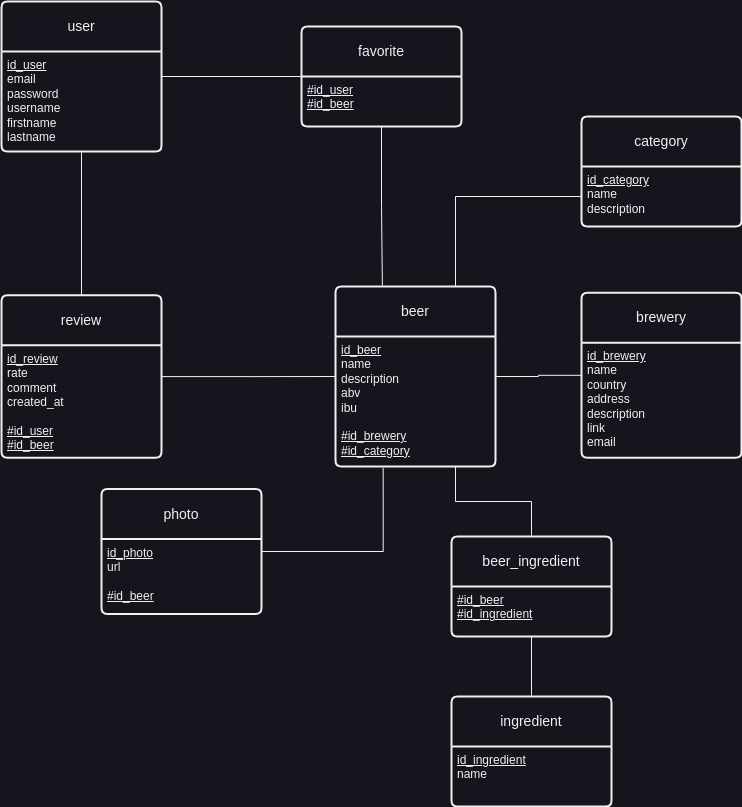 user
id_user
email
password
username
firstname
lastname
favorite
#id_user
#id_beer
category
id_category
name
description
review
id_review
rate
comment
created_at
#id_user
#id_beer
beer
id_beer
name
description
abv
ibu
#id_brewery
#id_category
brewery
id_brewery
name
country
address
description
link
email
photo
id_photo
url
#id_beer
beer_ingredient
#id_beer
#id_ingredient
ingredient
id_ingredient
name